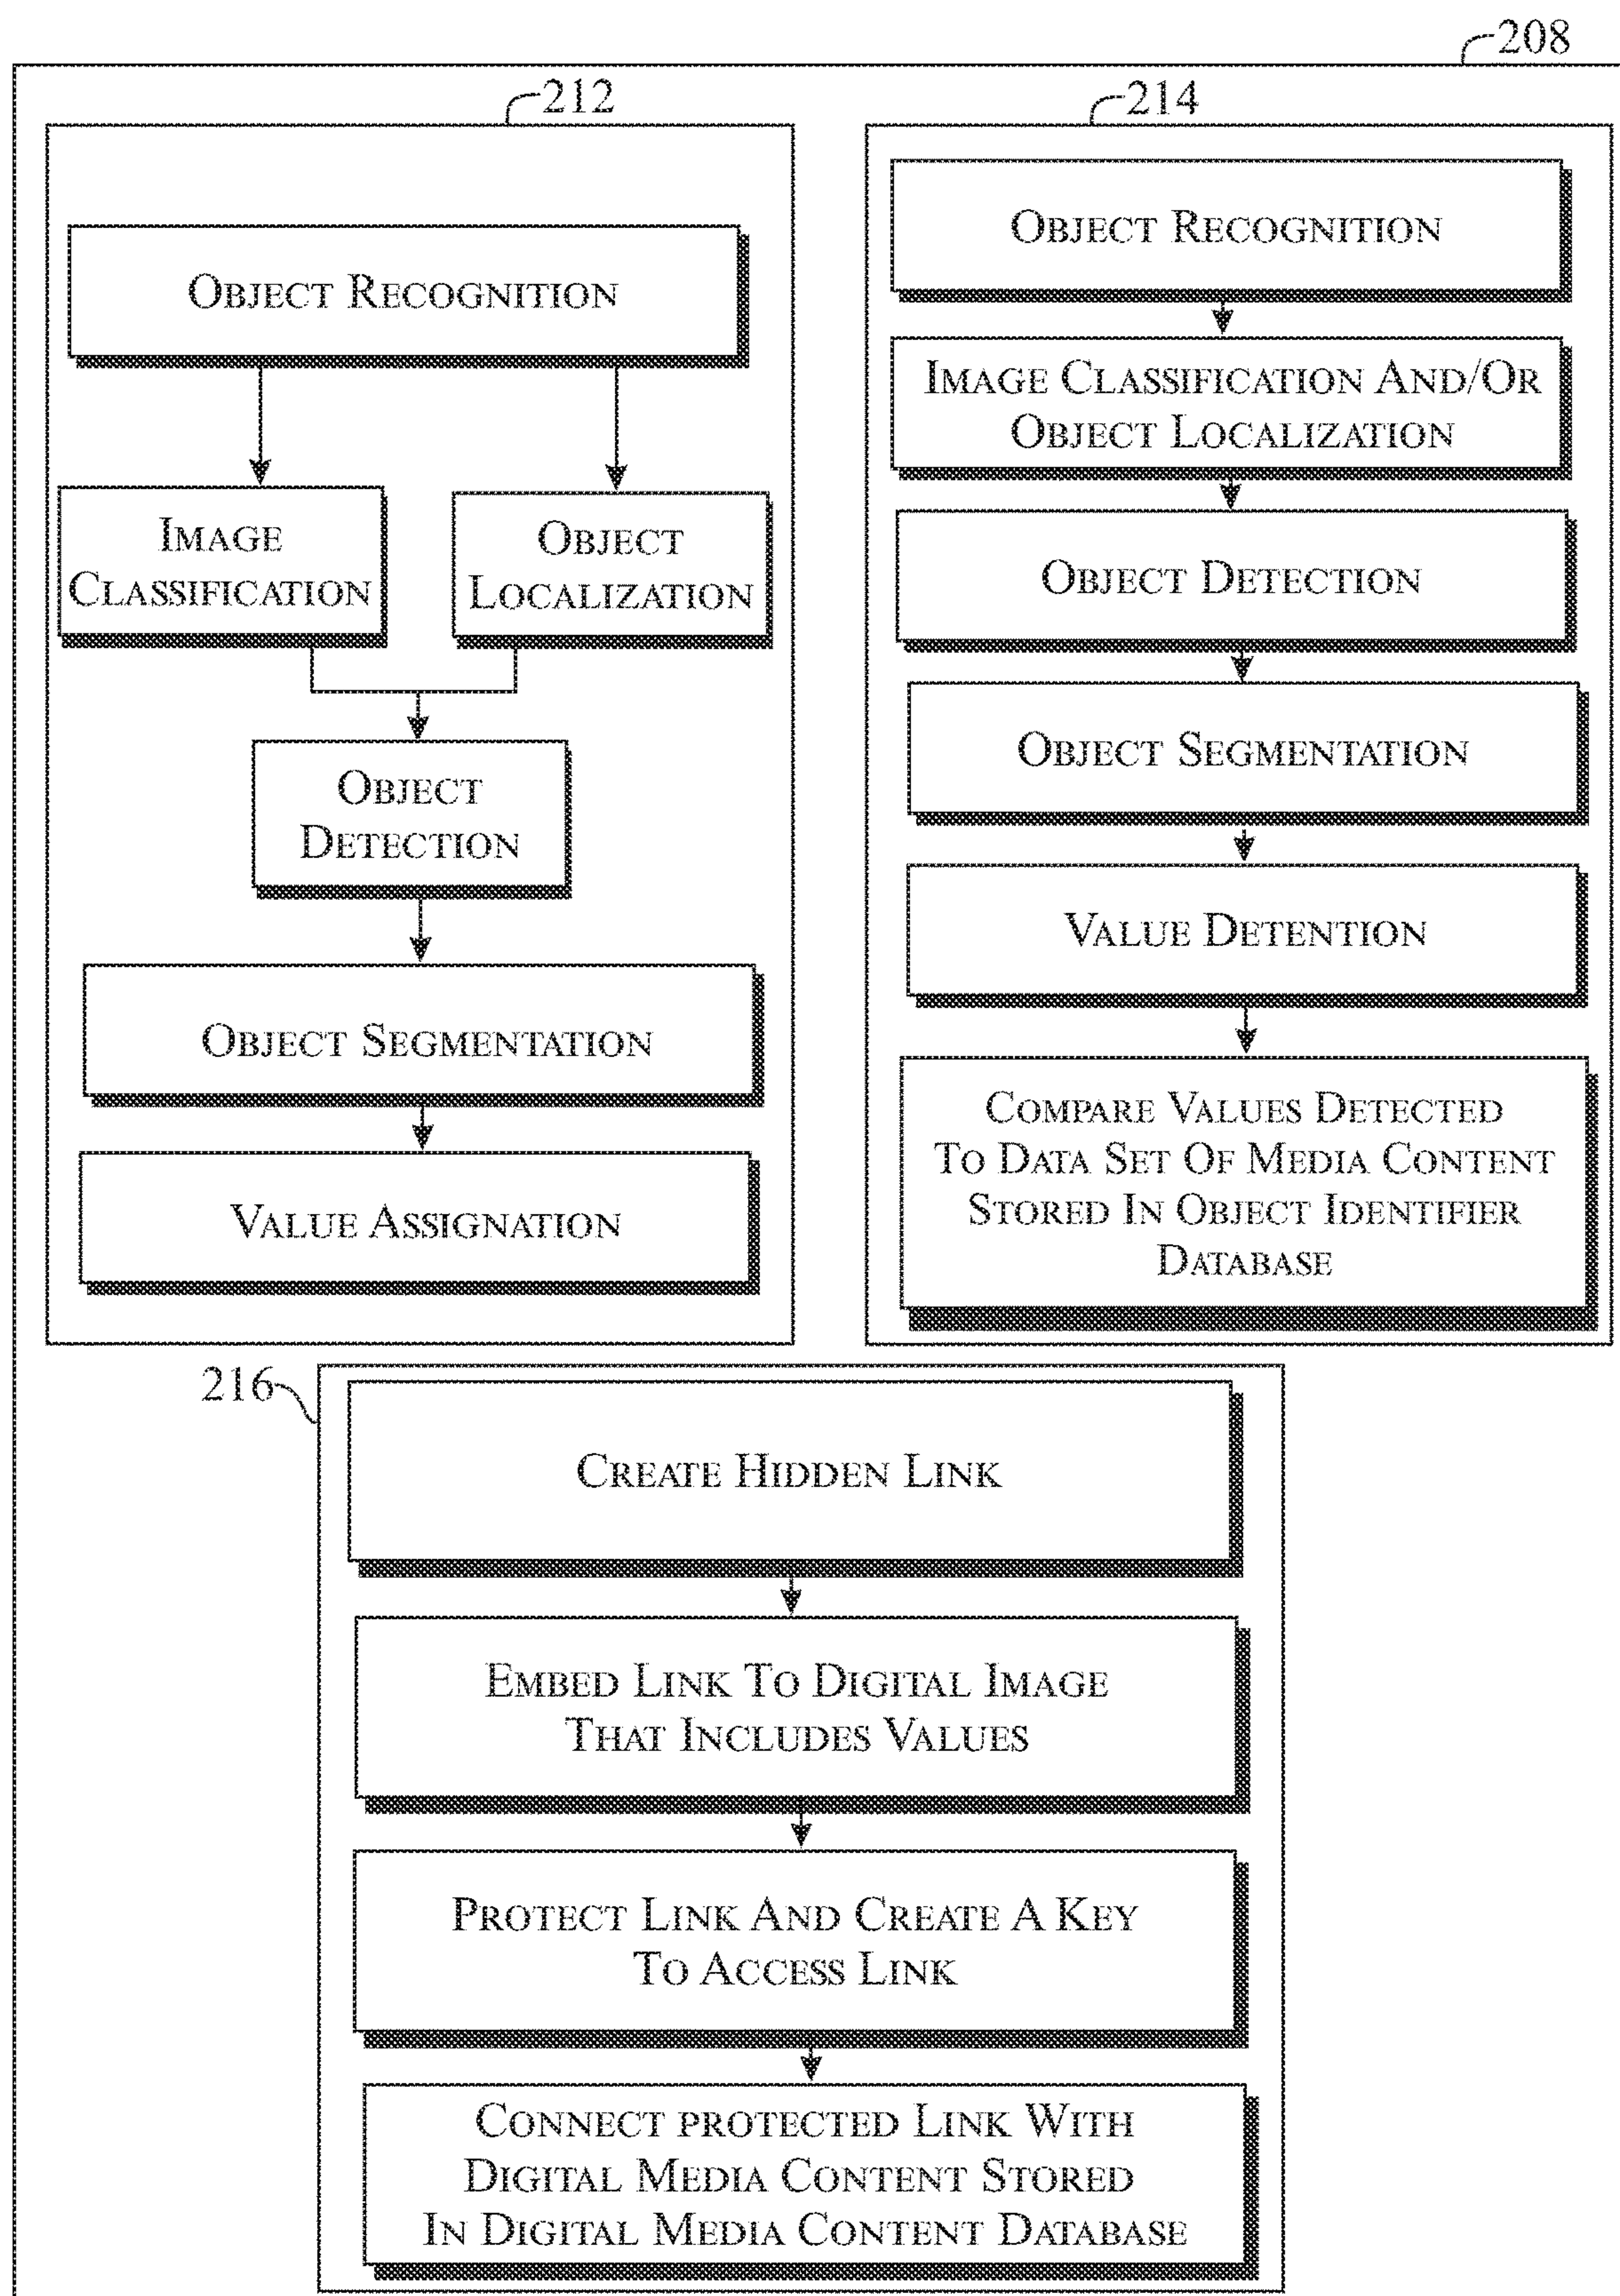 208
212
OBJECT RECOGNITION
IMAGE
CLASSIFICATION
OBJECT
LOCALIZATION
OBJECT
DETECTION
OBJECT SEGMENTATION
VALUE ASSIGNATION
214
OBJECT RECOGNITION
IMAGE CLASSIFICATION AND/OR
OBJECT LOCALIZATION
OBJECT DETECTION
OBJECT SEGMENTATION
VALUE DETENTION
COMPARE VALUES DETECTED
TO DATA SET OF MEDIA CONTENT
STORED IN OBJECT IDENTIFIER
DATABASE
216
CREATE HIDDEN LINK
EMBED LINK TO DIGITAL IMAGE
THAT INCLUDES VALUES
PROTECT LINK AND CREATE A KEY
TO ACCESS LINK
CONNECT PROTECTED LINK WITH
DIGITAL MEDIA CONTENT STORED
IN DIGITAL MEDIA CONTENT DATABASE